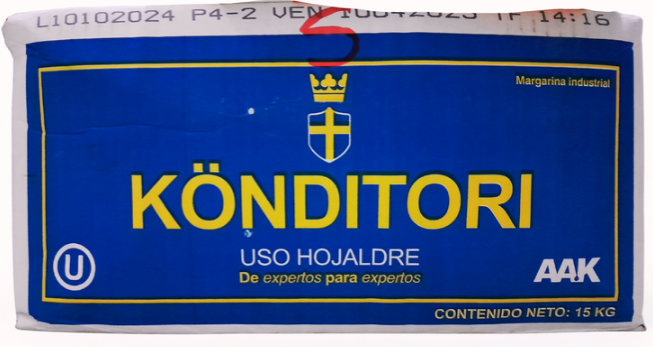 L10102024 P4-2 VEN 14:16
5
Margarina industrial
KÖNDITORI
USO HOJALDRE
De expertos para expertos
U
AAK
CONTENIDO NETO: 15 KG